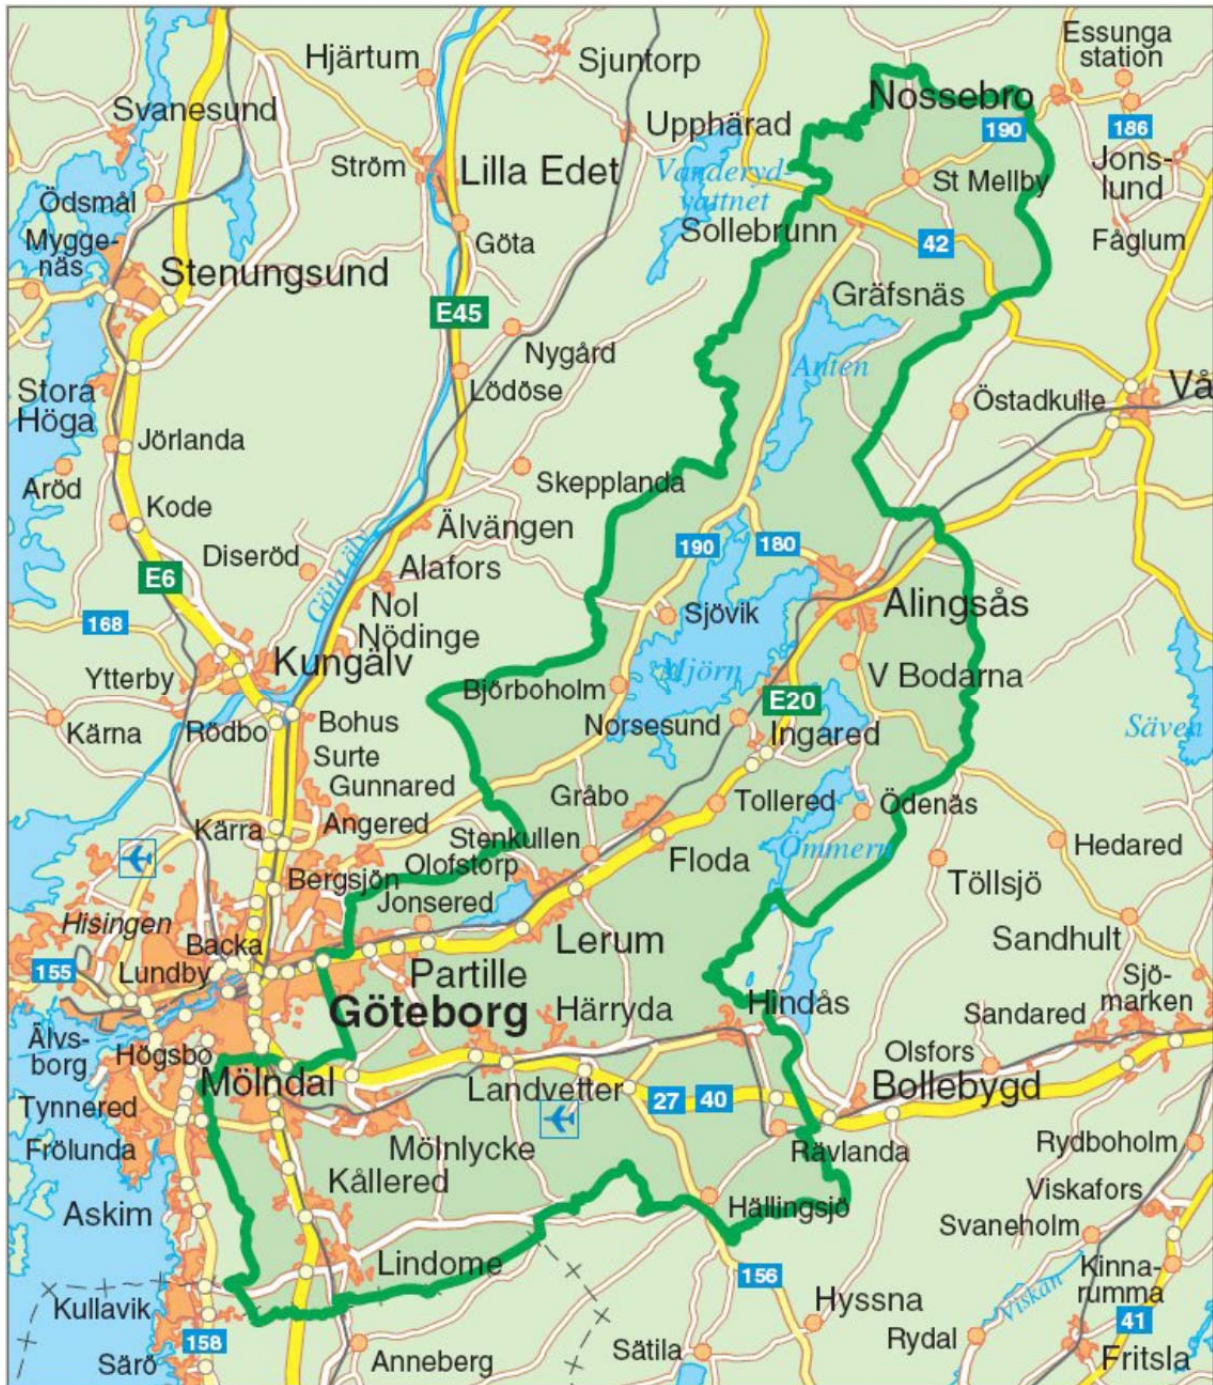 Essunga
station
Hjärtum
Sjuntorp
Nossebro
Svanesund
Upphärad
190
186
Ström
Lilla Edet
Vanderyd-
vattnet
St Mellby
Jons-
lund
Ödsmål
Sollebrunn
Mygge-
näs
Göta
42
Fåglum
Stenungsund
Gräfsnäs
E45
Nygård
Anten
Stora
Höga
Lödöse
Östadkulle
Vå
Jörlanda
Aröd
Skepplanda
Kode
Älvängen
Diseröd
Göta älv
190
180
E6
Alafors
Nol
Alingsås
168
Nödinge
Sjövik
Kungälv
Ytterby
Björboholm
Mjörn
V Bodarna
E20
Kärna
Rödbo
Bohus
Norsesund
Ingared
Säven
Surte
Gunnared
Gråbo
Tollered
Ödenäs
Kärra
Angered
Stenkullen
Ömmern
Hedared
Olofstorp
Floda
Bergsjön
Töllsjö
Jonsered
Hisingen
Backa
Lerum
Sandhult
155
Lundby
Partille
Sjö-
marken
Göteborg
Härryda
Hindås
Sandared
Älvs-
borg
Högsbo
Olsfors
Mölndal
Landvetter
27
40
Bollebygd
Tynnered
Frölunda
Mölnlycke
Rävlanda
Rydboholm
Kållered
Viskafors
Askim
Hällingsjö
Svaneholm
Lindome
156
Kinna-
rumma
Kullavik
Hyssna
Viskan
158
Rydal
41
Särö
Anneberg
Sätila
Fritsla